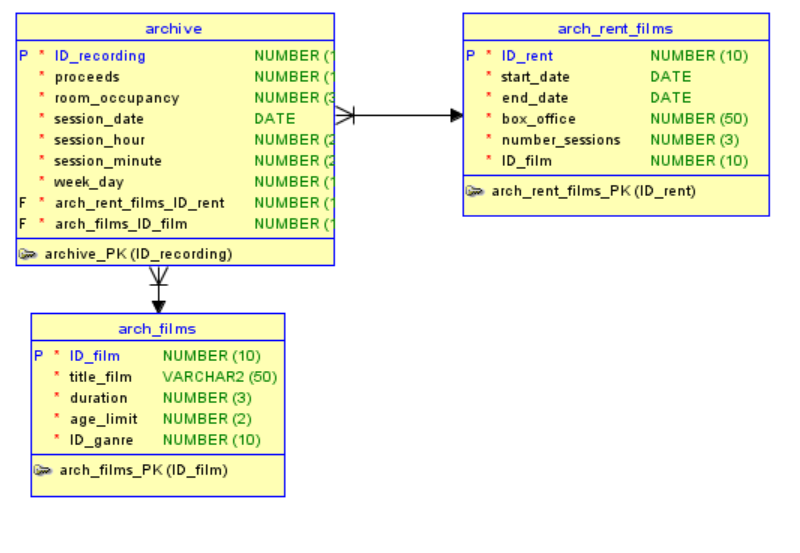 archive
P * ID_recording NUMBER (1
* proceeds NUMBER (1
* room_occupancy NUMBER (3
* session_date DATE
* session_hour NUMBER (2
* session_minute NUMBER (2
* week_day NUMBER (1
F * arch_rent_films_ID_rent NUMBER (1
F * arch_films_ID_film NUMBER (1
archive_PK (ID_recording)
arch_rent_films
P * ID_rent NUMBER (10)
* start_date DATE
* end_date DATE
* box_office NUMBER (50)
* number_sessions NUMBER (3)
* ID_film NUMBER (10)
arch_rent_films_PK (ID_rent)
arch_films
P * ID_film NUMBER (10)
* title_film VARCHAR2 (50)
* duration NUMBER (3)
* age_limit NUMBER (2)
* ID_ganre NUMBER (10)
arch_films_PK (ID_film)